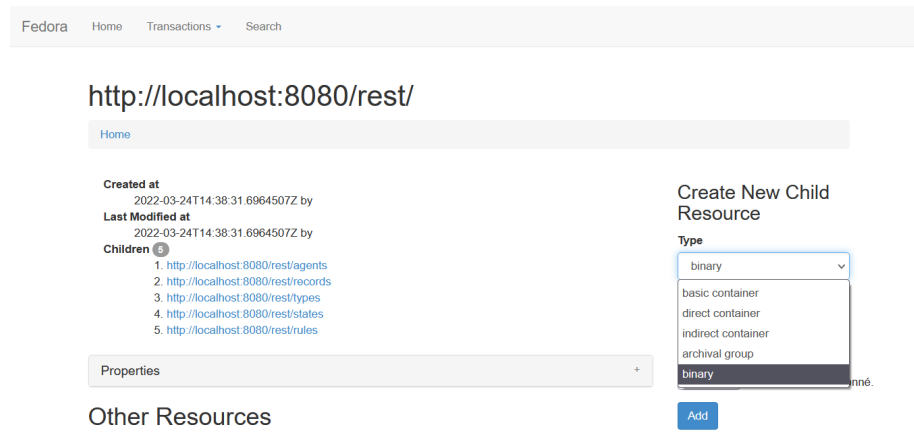 Fedora Home Transactions Search
http://localhost:8080/rest/
Home
Created at
2022-03-24T14:38:31.6964507Z by
Last Modified at
2022-03-24T14:38:31.6964507Z by
Children 5
1. http://localhost:8080/rest/agents
2. http://localhost:8080/rest/records
3. http://localhost:8080/rest/types
4. http://localhost:8080/rest/states
5. http://localhost:8080/rest/rules
Properties +
Other Resources
Create New Child
Resource
Type
binary
basic container
direct container
indirect container
archival group
binary
Add